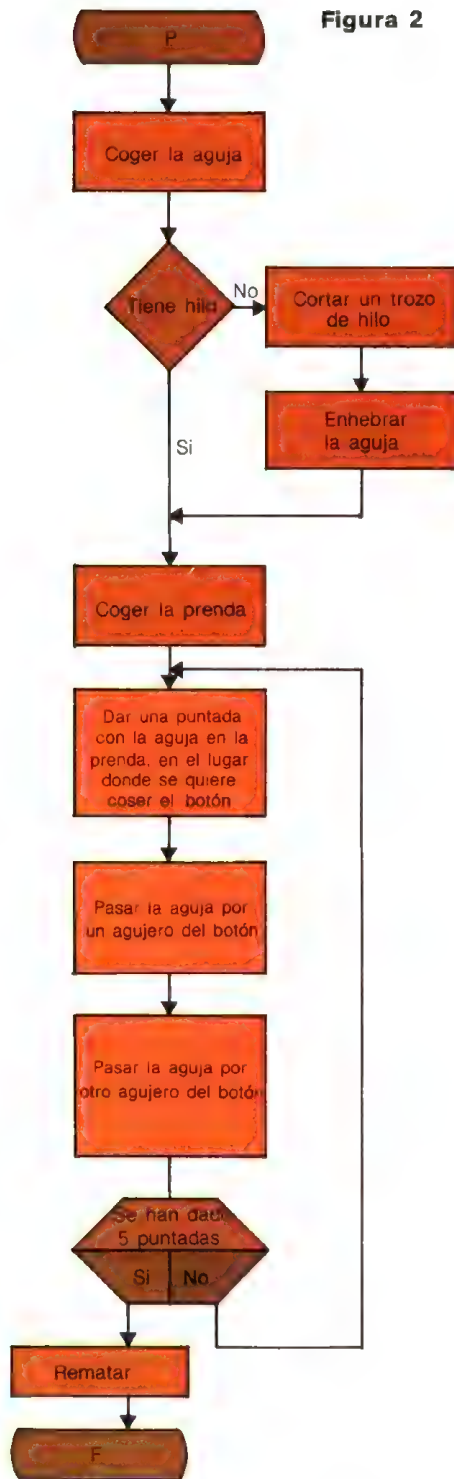 Figura 2
P
Coger la aguja
Tiene hilo
No
Cortar un trozo
de hilo
Enhebrar
la aguja
Si
Coger la prenda
Dar una puntada
con la aguja en la
prenda, en el lugar
donde se quiere
coser el botón
Pasar la aguja por
un agujero del botón
Pasar la aguja por
otro agujero del botón
Se han dad
5 puntadas
Si No
Rematar
F